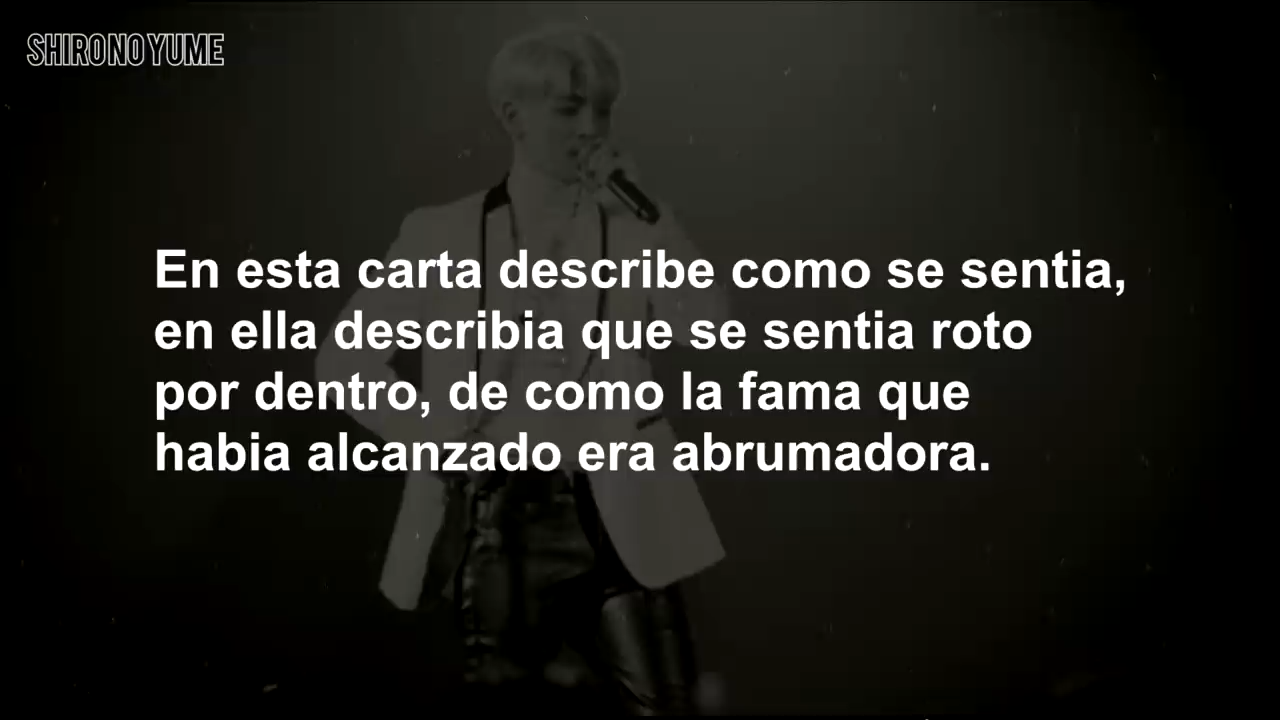 SHIRONOYUME
En esta carta describe como se sentia,
en ella describia que se sentia roto
por dentro, de como la fama que
habia alcanzado era abrumadora.